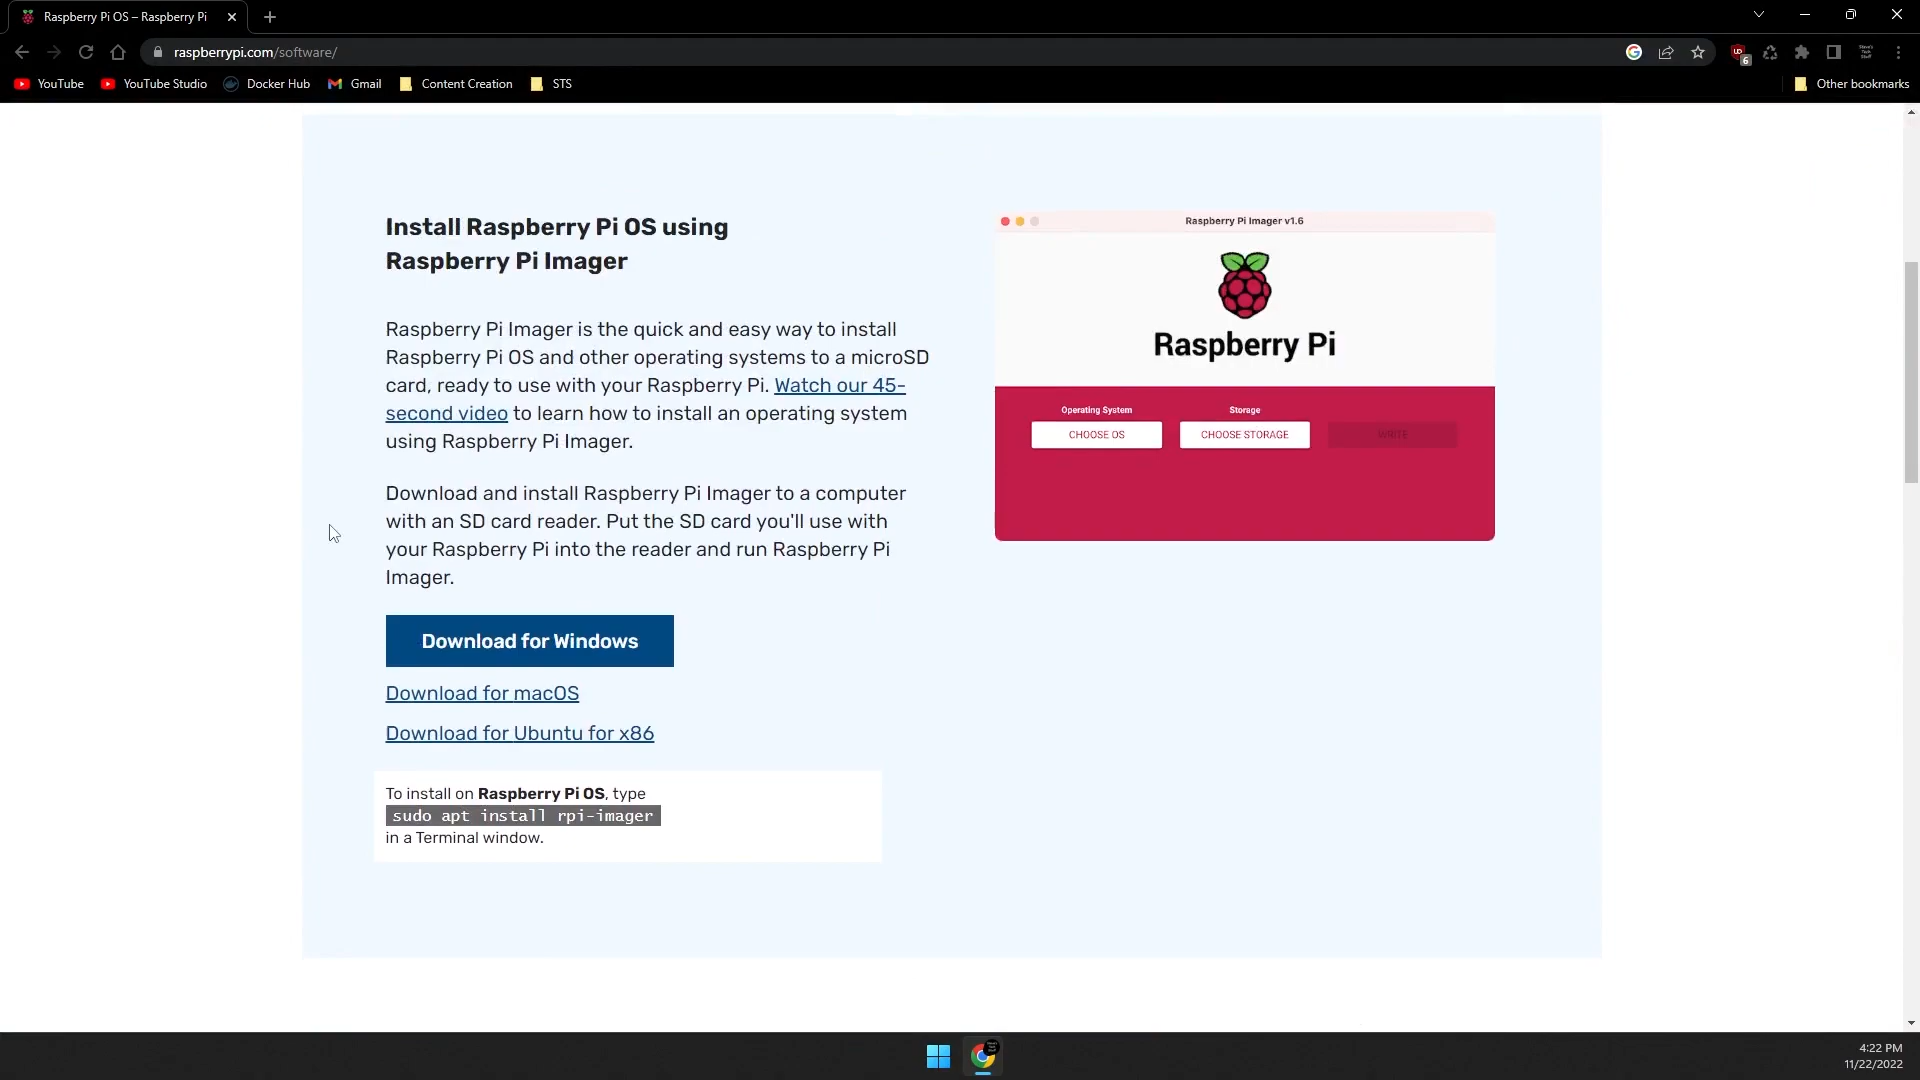 Raspberry Pi OS – Raspberry Pi
raspberrypi.com/software/
6
YouTube
YouTube Studio
Docker Hub
Gmail
Content Creation
STS
Other bookmarks
Install Raspberry Pi OS using
Raspberry Pi Imager
Raspberry Pi Imager is the quick and easy way to install
Raspberry Pi OS and other operating systems to a microSD
card, ready to use with your Raspberry Pi. Watch our 45-
second video to learn how to install an operating system
using Raspberry Pi Imager.
Download and install Raspberry Pi Imager to a computer
with an SD card reader. Put the SD card you'll use with
your Raspberry Pi into the reader and run Raspberry Pi
Imager.
Download for Windows
Download for macOS
Download for Ubuntu for x86
To install on Raspberry Pi OS, type
sudo apt install rpi-imager
in a Terminal window.
Raspberry Pi Imager v1.6
Raspberry Pi
Operating System Storage
CHOOSE OS CHOOSE STORAGE WRITE
4:22 PM
11/22/2022